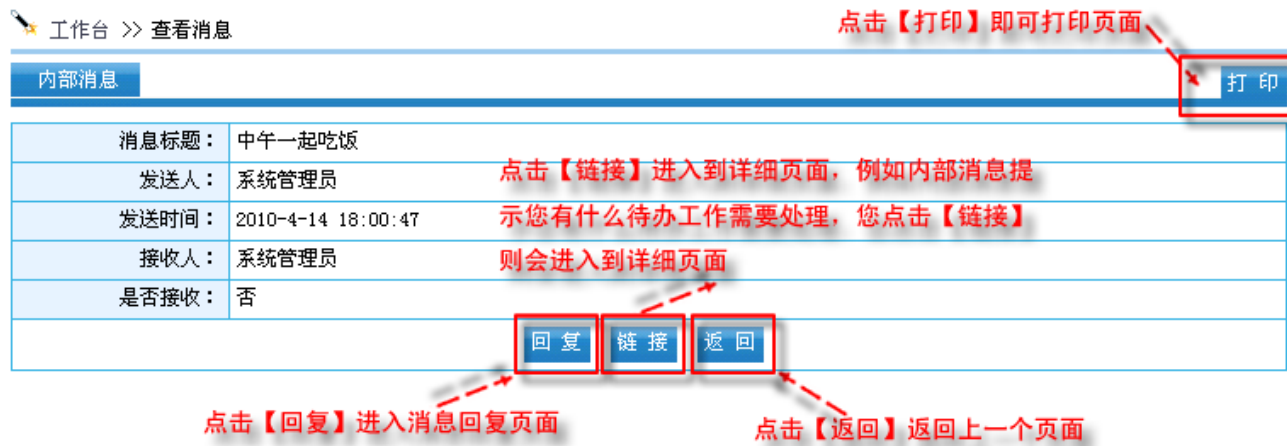 点击【打印】即可打印页面
工作台 >> 查看消息
内部消息
打 印
消息标题： 中午一起吃饭
点击【链接】进入到详细页面，例如内部消息提
发送人： 系统管理员
示您有什么待办工作需要处理，您点击【链接】
发送时间： 2010-4-14 18:00:47
则会进入到详细页面
接收人： 系统管理员
是否接收： 否
回 复 链 接 返 回
点击【回复】进入消息回复页面
点击【返回】返回上一个页面